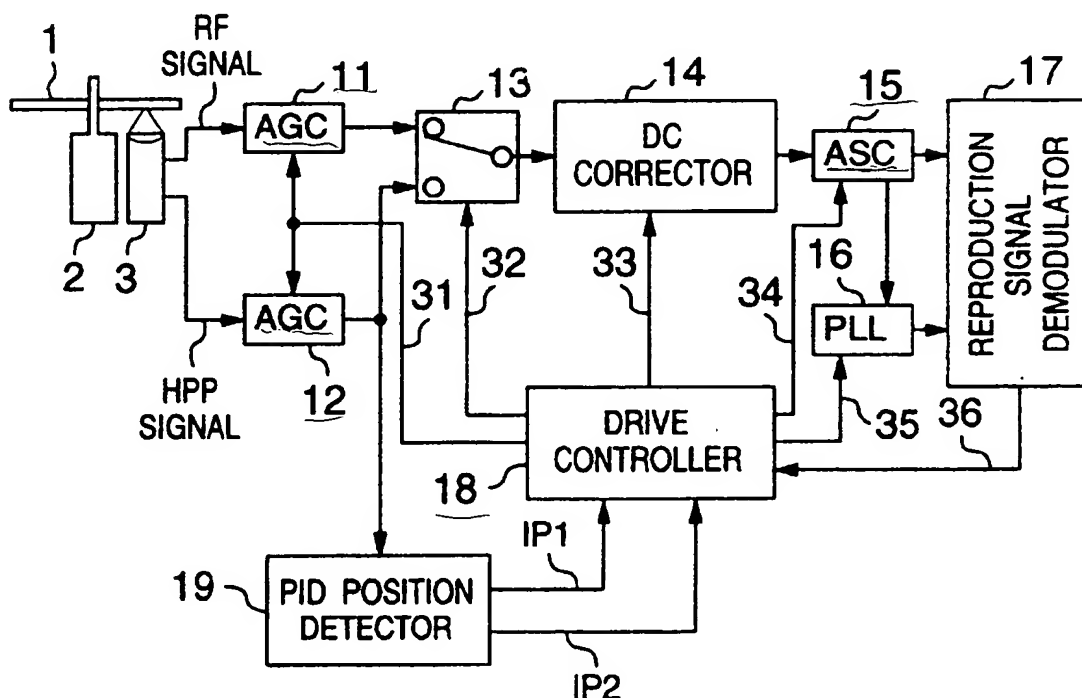 1
RF
SIGNAL
11
AGC
13
14
DC
CORRECTOR
15
ASC
17
REPRODUCTION
SIGNAL
DEMODULATOR
2
3
HPP
SIGNAL
AGC
12
31
32
33
34
16
PLL
35
36
DRIVE
CONTROLLER
18
IP1
19
PID POSITION
DETECTOR
IP2